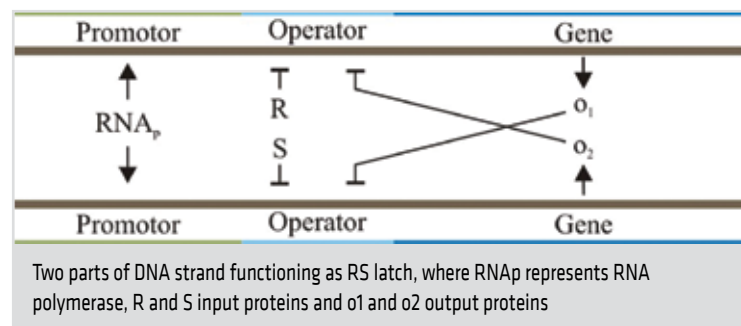 Promotor Operator Gene
RNAp
R
S
o1
o2
Promotor Operator Gene
Two parts of DNA strand functioning as RS latch, where RNAp represents RNA
polymerase, R and S input proteins and o1 and o2 output proteins